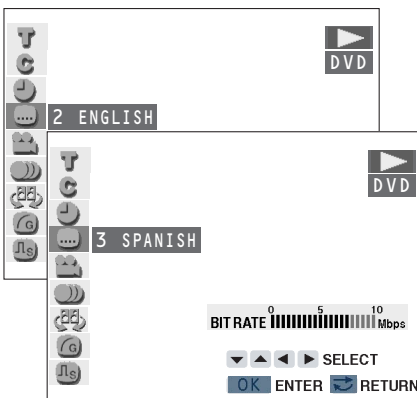 T
C
DVD
2 ENGLISH
G
S
T
C
DVD
3 SPANISH
G
S
0 5 10
BIT RATE Mbps
SELECT
OK ENTER RETURN